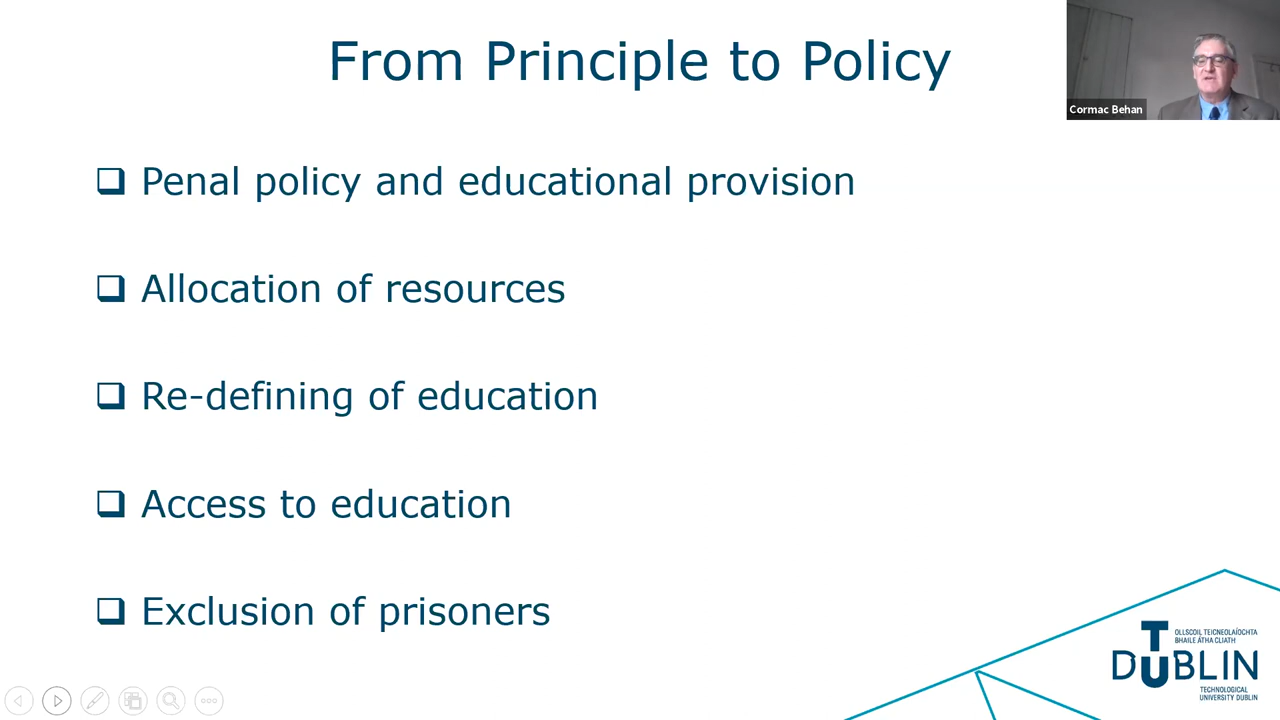 From Principle to Policy
Cormac Behan
Penal policy and educational provision
Allocation of resources
Re-defining of education
Access to education
Exclusion of prisoners
OLLSCOIL TEICNEOLAÍOCHTA
BHAILE ÁTHA CLIATH
TU DUBLIN
TECHNOLOGICAL
UNIVERSITY DUBLIN